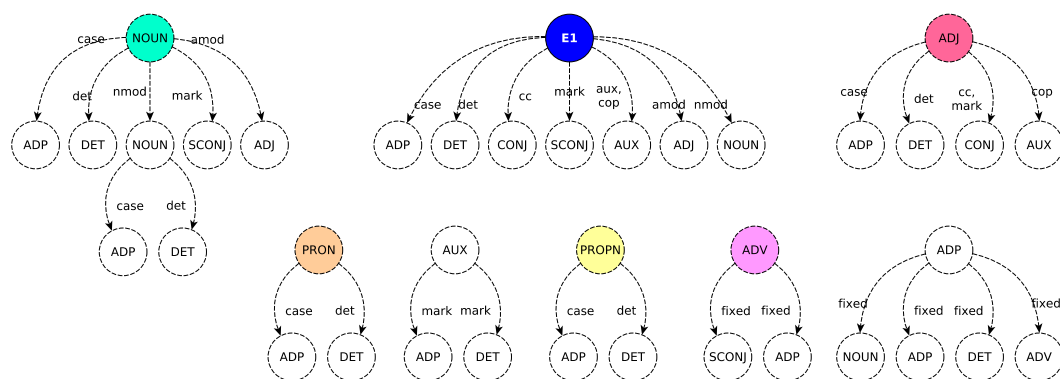 NOUN
E1
ADJ
case
amod
det
nmod
mark
case
det
cc
mark
aux,
cop
amod
nmod
case
det
cc,
mark
cop
ADP
DET
NOUN
SCONJ
ADJ
ADP
DET
CONJ
SCONJ
AUX
ADJ
NOUN
ADP
DET
CONJ
AUX
case
det
ADP
DET
PRON
AUX
PROPN
ADV
ADP
case
det
mark
mark
case
det
fixed
fixed
fixed
fixed
fixed
fixed
ADP
DET
ADP
DET
ADP
DET
SCONJ
ADP
NOUN
ADP
DET
ADV